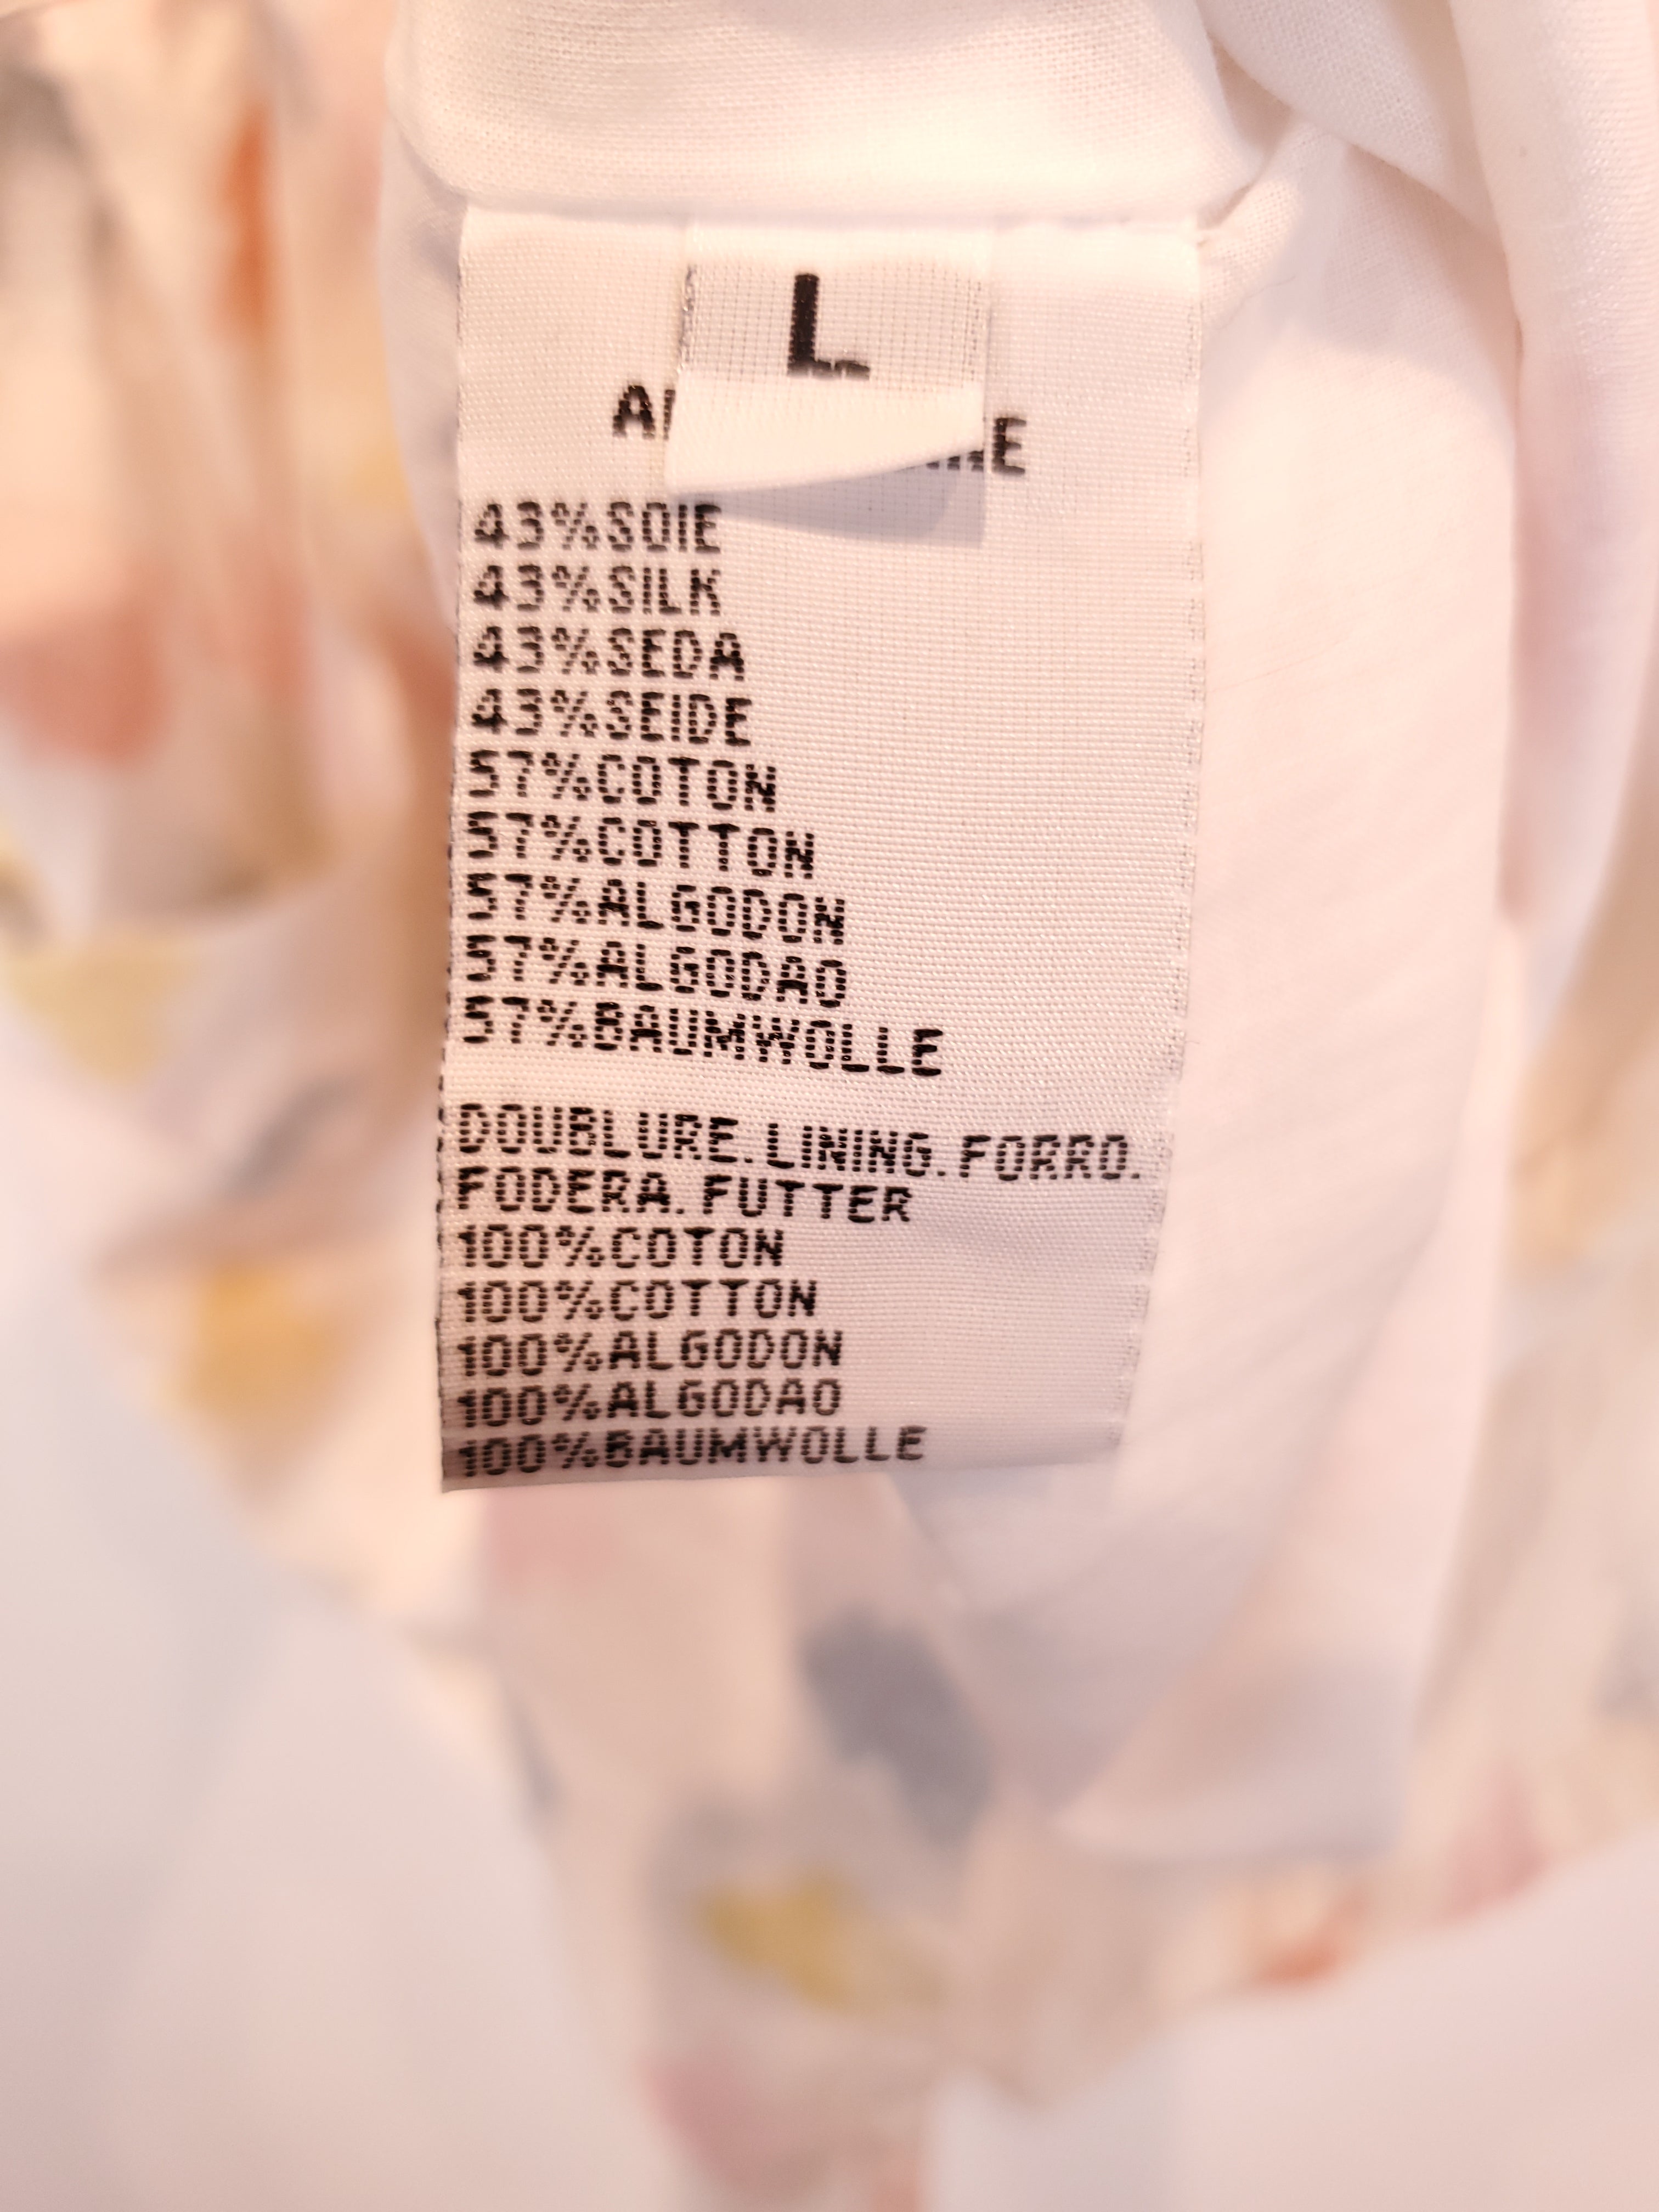 L
43%SOIE
43%SILK
43%SEDA
43%SEIDE
57%COTON
57%COTTON
57%ALGODON
57%ALGODAO
57%BAUMWOLLE
DOUBLURE.LINING.FORRO.
FODERA.FUTTER
100%COTON
100%COTTON
100%ALGODON
100%ALGODAO
100%BAUMWOLLE